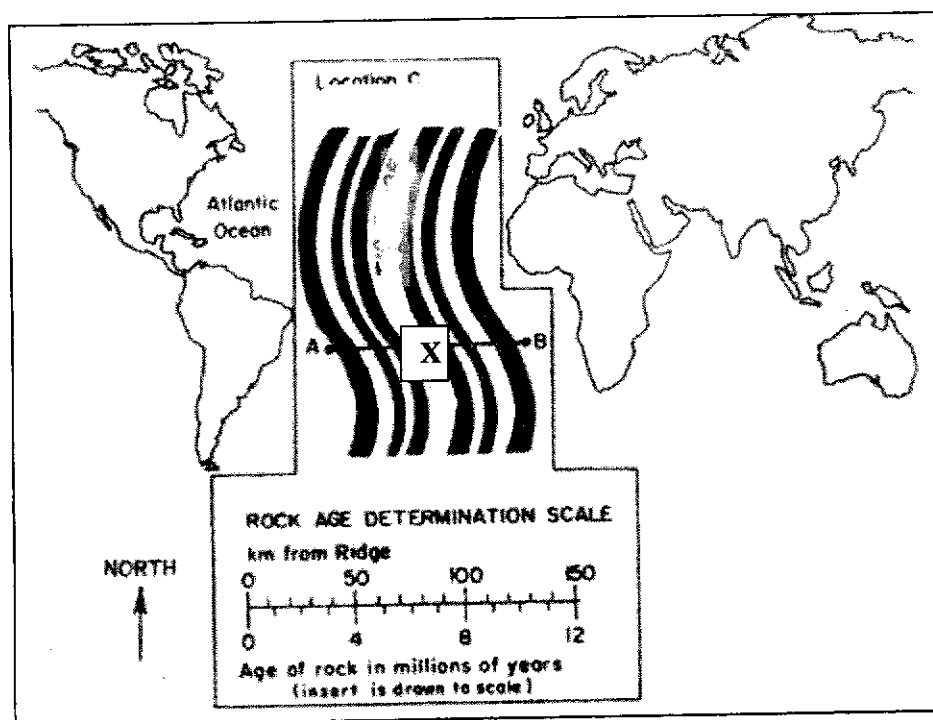 Location C
Atlantic
Ocean
A
X
B
ROCK AGE DETERMINATION SCALE
km from Ridge
0 50 100 150
0 4 8 12
Age of rock in millions of years
(insert is drawn to scale)
NORTH